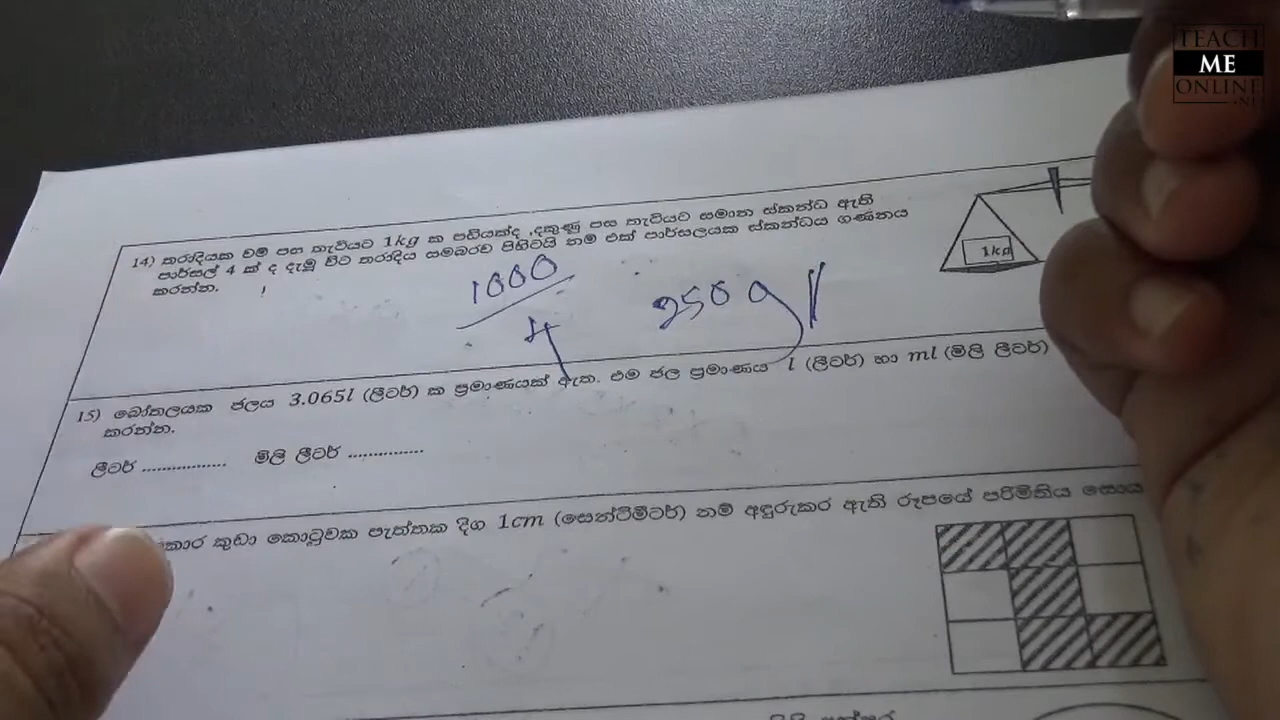 TEACH
ME
ONLINE
.NET
14) තරාදියක වම් පස තැටියට 1kg ක පඩියක්ද ,දකුණු පස තැටියට සමාන ස්කන්ධ ඇති
පාර්සල් 4 ක් ද දැමූ විට තරාදිය සමබරව පිහිටයි නම් එක් පාර්සලයක ස්කන්ධය ගණනය
කරන්න.
1000
4
250 g
1kg
15) බෝතලයක ජලය 3.065l (ලීටර්) ක ප්‍රමාණයක් ඇත. එම ජල ප්‍රමාණය l (ලීටර්) හා ml (මිලි ලීටර්)
කරන්න.
ලීටර් ................ මිලි ලීටර් ..............
කාර කුඩා කොටුවක පැත්තක දිග 1cm (සෙන්ටිමීටර්) නම් අඳුරුකර ඇති රූපයේ පරිමිතිය සොය